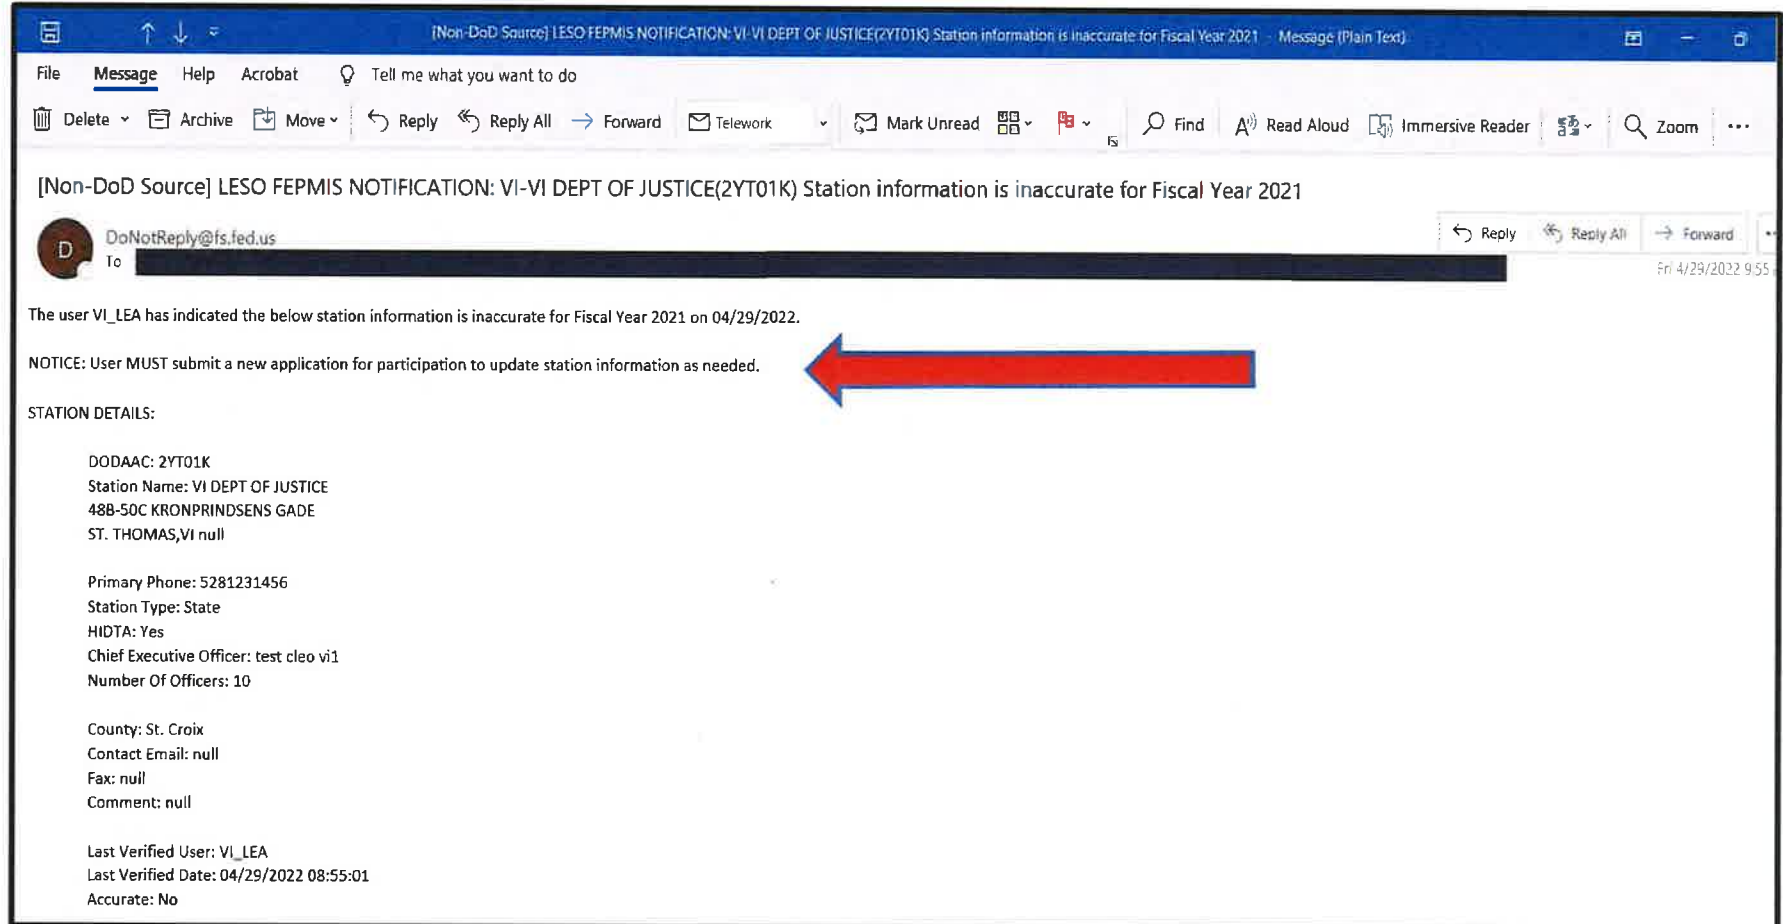 [Non-DoD Source] LESO FEPMIS NOTIFICATION: VI-VI DEPT OF JUSTICE(2YT01K) Station information is inaccurate for Fiscal Year 2021 - Message (Plain Text)
File Message Help Acrobat Tell me what you want to do
Delete Archive Move Reply Reply All Forward Telework Mark Unread Find Read Aloud Immersive Reader Zoom ...
[Non-DoD Source] LESO FEPMIS NOTIFICATION: VI-VI DEPT OF JUSTICE(2YT01K) Station information is inaccurate for Fiscal Year 2021
D
DoNotReply@fs.fed.us
To
Reply Reply All Forward
Fri 4/29/2022 9:55
The user VI_LEA has indicated the below station information is inaccurate for Fiscal Year 2021 on 04/29/2022.
NOTICE: User MUST submit a new application for participation to update station information as needed.
STATION DETAILS:
DODAAC: 2YT01K
Station Name: VI DEPT OF JUSTICE
48B-50C KRONPRINDSENS GADE
ST. THOMAS,VI null
Primary Phone: 5281231456
Station Type: State
HIDTA: Yes
Chief Executive Officer: test cleo vi1
Number Of Officers: 10
County: St. Croix
Contact Email: null
Fax: null
Comment: null
Last Verified User: VI_LEA
Last Verified Date: 04/29/2022 08:55:01
Accurate: No